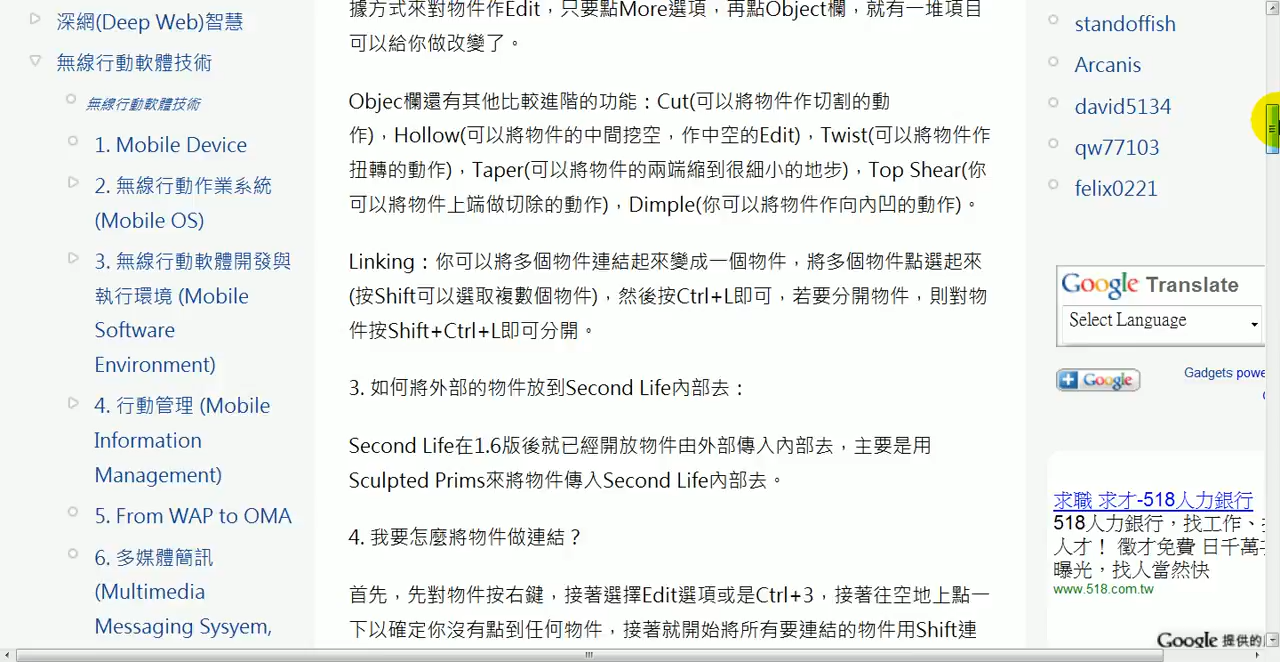 深網(Deep Web)智慧
無線行動軟體技術
無線行動軟體技術
1. Mobile Device
2. 無線行動作業系統
(Mobile OS)
3. 無線行動軟體開發與
執行環境 (Mobile
Software
Environment)
4. 行動管理 (Mobile
Information
Management)
5. From WAP to OMA
6. 多媒體簡訊
(Multimedia
Messaging Sysyem,
據方式來對物件作Edit，只要點More選項，再點Object欄，就有一堆項目
可以給你做改變了。
Objec欄還有其他比較進階的功能：Cut(可以將物件作切割的動
作)，Hollow(可以將物件的中間挖空，作中空的Edit)，Twist(可以將物件作
扭轉的動作)，Taper(可以將物件的兩端縮到很細小的地步)，Top Shear(你
可以將物件上端做切除的動作)，Dimple(你可以將物件作向內凹的動作)。
Linking：你可以將多個物件連結起來變成一個物件，將多個物件點選起來
(按Shift可以選取複數個物件)，然後按Ctrl+L即可，若要分開物件，則對物
件按Shift+Ctrl+L即可分開。
3. 如何將外部的物件放到Second Life內部去：
Second Life在1.6版後就已經開放物件由外部傳入內部去，主要是用
Sculpted Prims來將物件傳入Second Life內部去。
4. 我要怎麼將物件做連結？
首先，先對物件按右鍵，接著選擇Edit選項或是Ctrl+3，接著往空地上點一
下以確定你沒有點到任何物件，接著就開始將所有要連結的物件用Shift連
standoffish
Arcanis
david5134
qw77103
felix0221
Google Translate
Select Language
Google
Gadgets powe
求職 求才-518人力銀行
518人力銀行，找工作、
人才！ 徵才免費 日千萬
曝光，找人當然快
www.518.com.tw
Google 提供的